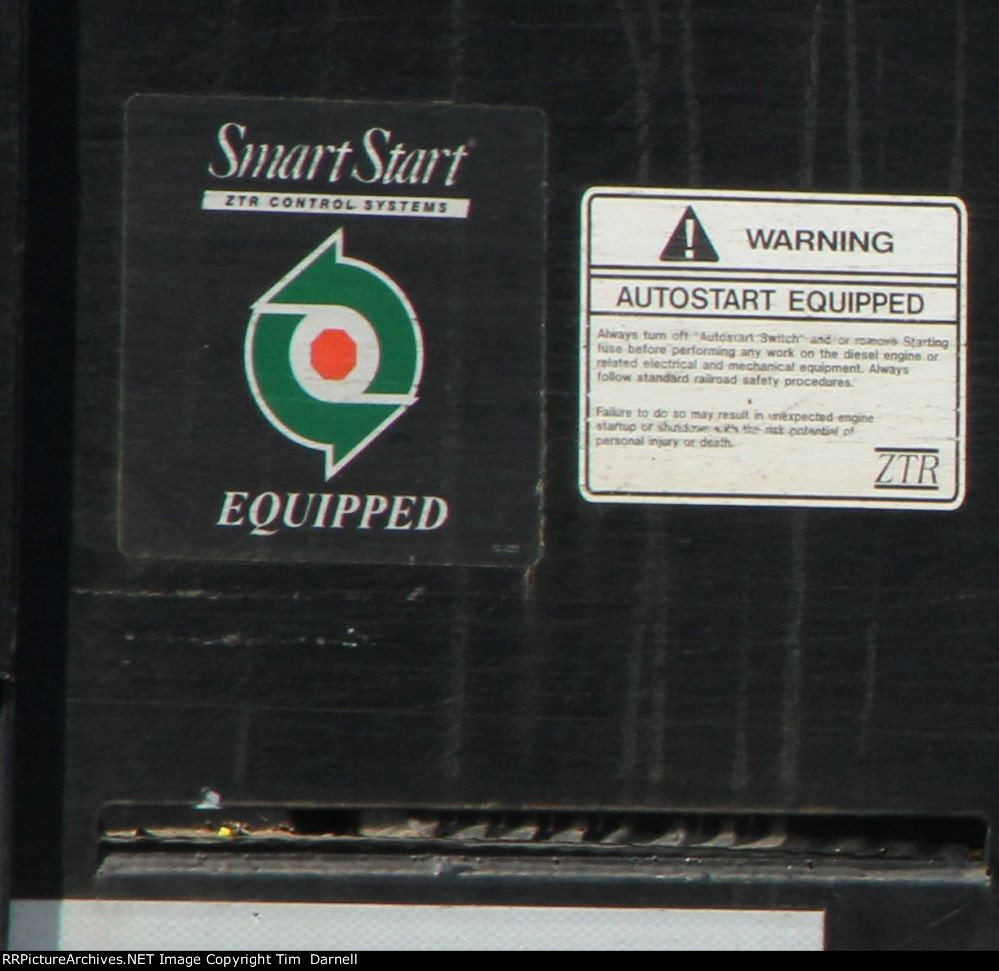 Smart Start
ZTR CONTROL SYSTEMS
EQUIPPED
! WARNING
AUTOSTART EQUIPPED
Always turn off "Autostart Switch" and or remove Starting
fuse before performing any work on the diesel engine or
related electrical and mechanical equipment. Always
follow standard railroad safety procedures.
Failure to do so may result in unexpected engine
startup or shutdown with the risk potential of
personal injury or death.
ZTR
RRPictureArchives.NET Image Copyright Tim Darnell